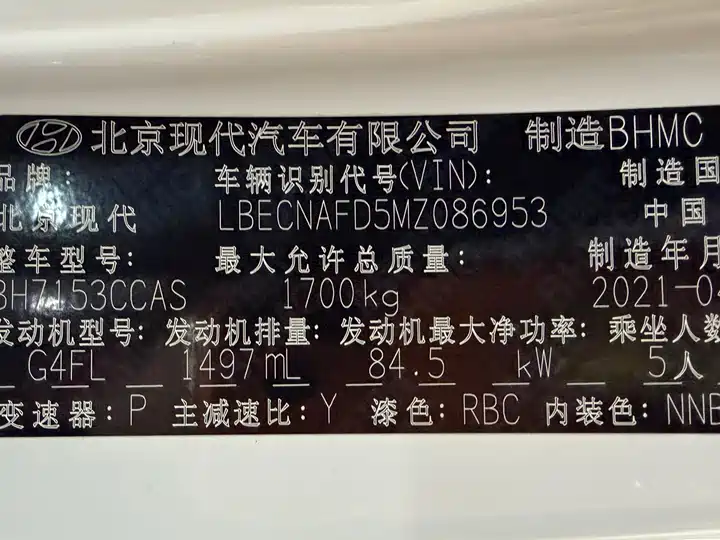 北京现代汽车有限公司 制造BHMC
品牌: 车辆识别代号(VIN): 制造国
北京现代 LBECNAFD5MZ086953 中国
整车型号: 最大允许总质量: 制造年月
BH7153CCAS 1700kg 2021-0
发动机型号: 发动机排量: 发动机最大净功率: 乘坐人数
G4FL 1497mL 84.5 kW 5人
变速器: P 主减速比: Y 漆色: RBC 内装色: NNB